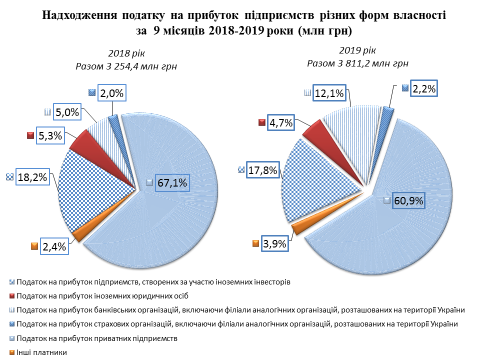 Надходження податку на прибуток підприємств різних форм власності
за 9 місяців 2018-2019 роки (млн грн)
2018 рік
Разом 3 254,4 млн грн
2,0%
5,0%
5,3%
18,2%
67,1%
2,4%
2019 рік
Разом 3 811,2 млн грн
2,2%
12,1%
4,7%
17,8%
60,9%
3,9%
Податок на прибуток підприємств, створених за участю іноземних інвесторів
Податок на прибуток іноземних юридичних осіб
Податок на прибуток банківських організацій, включаючи філіали аналогічних організацій, розташованих на території України
Податок на прибуток страхових організацій, включаючи філіали аналогічних організацій, розташованих на території України
Податок на прибуток приватних підприємств
Інші платники